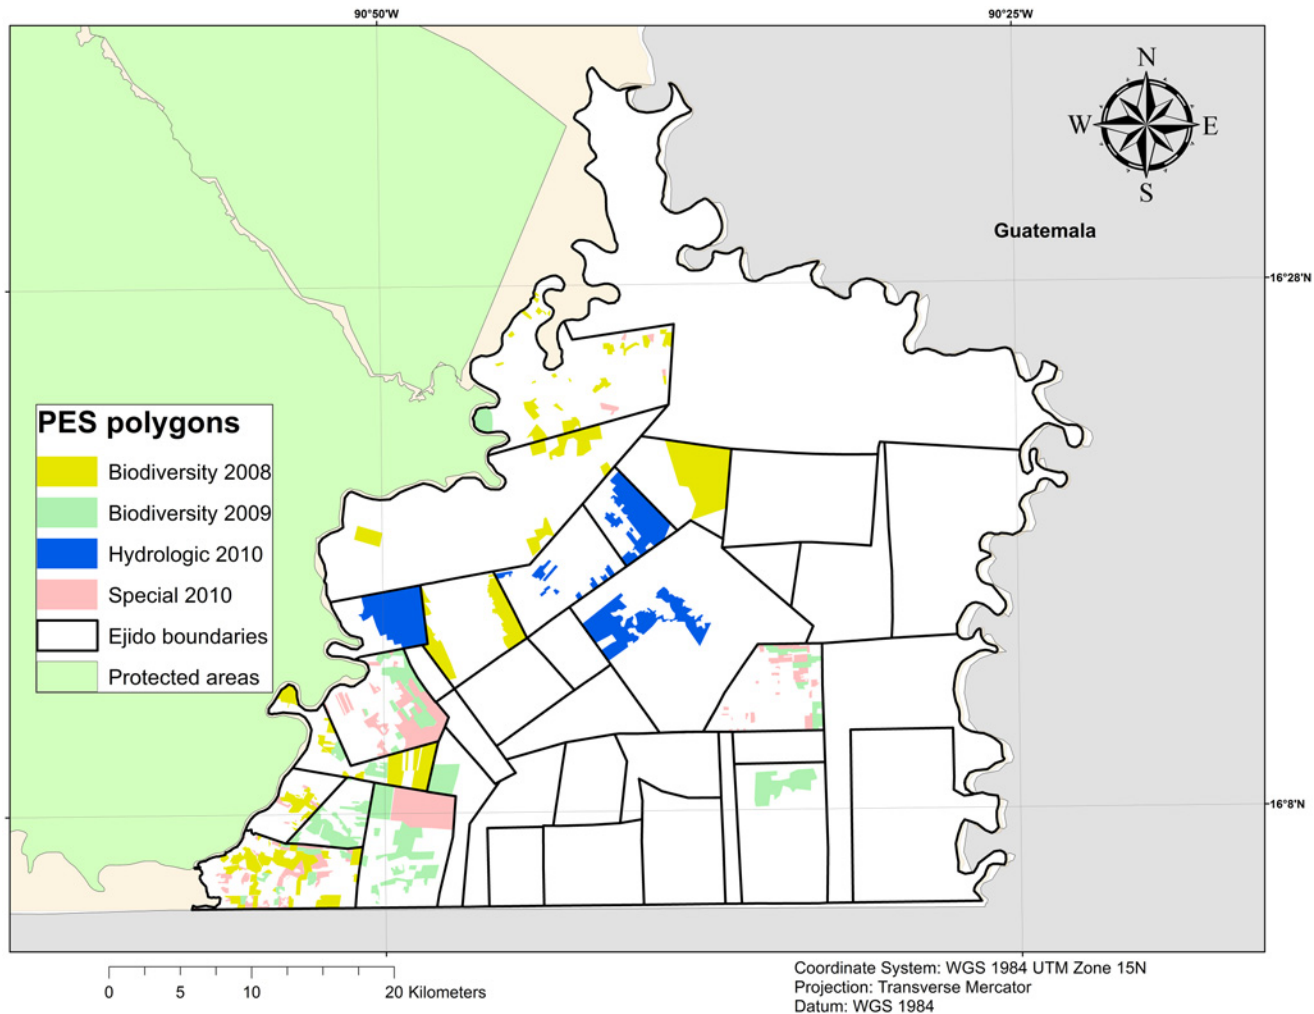 90°50'W
90°25'W
N
W
E
S
Guatemala
16°28'N
PES polygons
Biodiversity 2008
Biodiversity 2009
Hydrologic 2010
Special 2010
Ejido boundaries
Protected areas
16°8'N
0 5 10 20 Kilometers
Coordinate System: WGS 1984 UTM Zone 15N
Projection: Transverse Mercator
Datum: WGS 1984